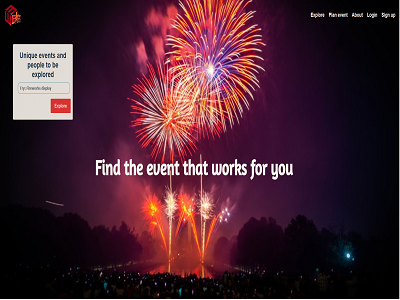 Explore Plan event About Login Sign up
Unique events and
people to be
explored
try: fireworks display
Explore
Find the event that works for you